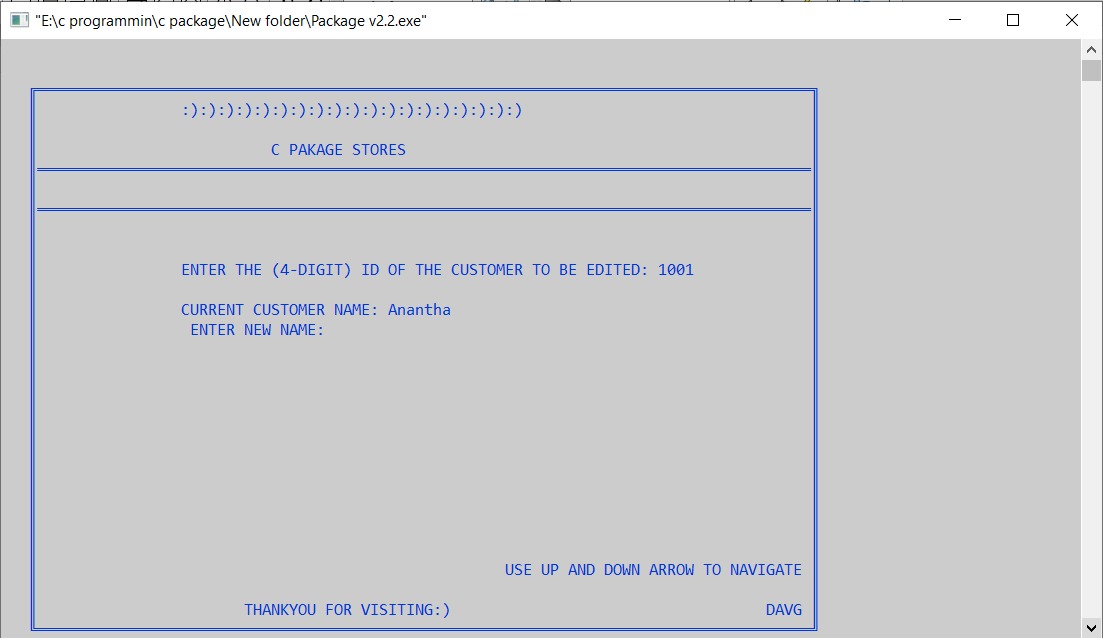 "E:\c programmin\c package\New folder\Package v2.2.exe"
:):):):):):):):):):):):):):):):):):):)
C PAKAGE STORES
ENTER THE (4-DIGIT) ID OF THE CUSTOMER TO BE EDITED: 1001
CURRENT CUSTOMER NAME: Anantha
ENTER NEW NAME:
USE UP AND DOWN ARROW TO NAVIGATE
THANKYOU FOR VISITING:) DAVG